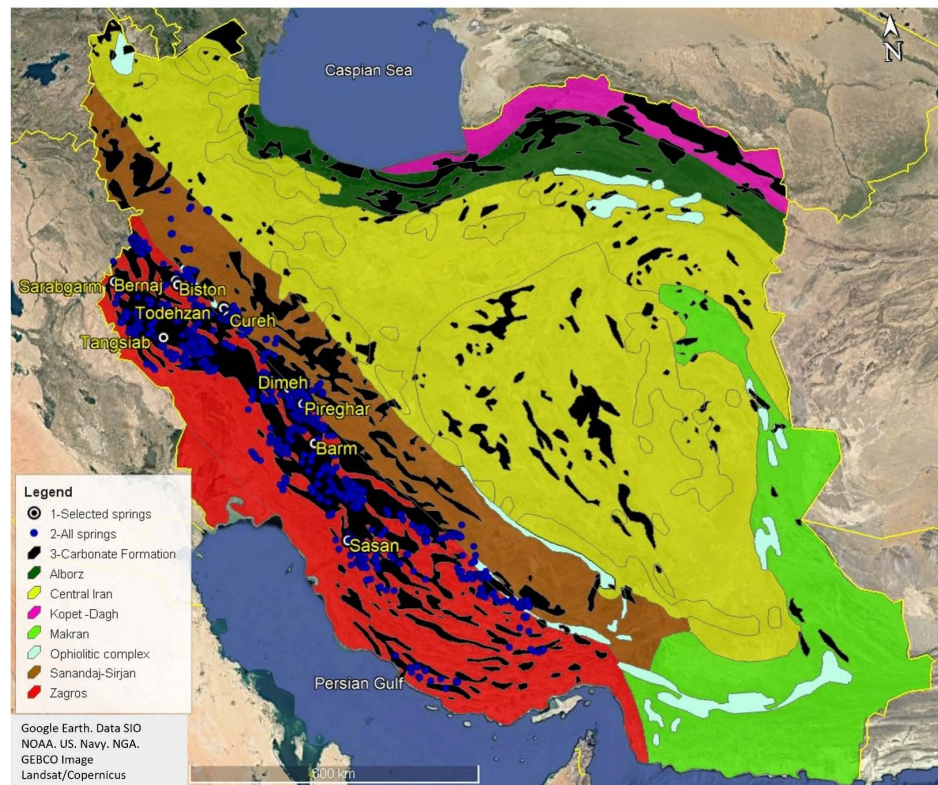 Caspian Sea
N
Sarabgarm
Bernaj
Biston
Todehzan
Cureh
Tangsiab
Dimeh
Pireghar
Barm
Sasan
Persian Gulf
Legend
1-Selected springs
2-All springs
3-Carbonate Formation
Alborz
Central Iran
Kopet -Dagh
Makran
Ophiolitic complex
Sanandaj-Sirjan
Zagros
Google Earth. Data SIO
NOAA. US. Navy. NGA.
GEBCO Image
Landsat/Copernicus
600 km